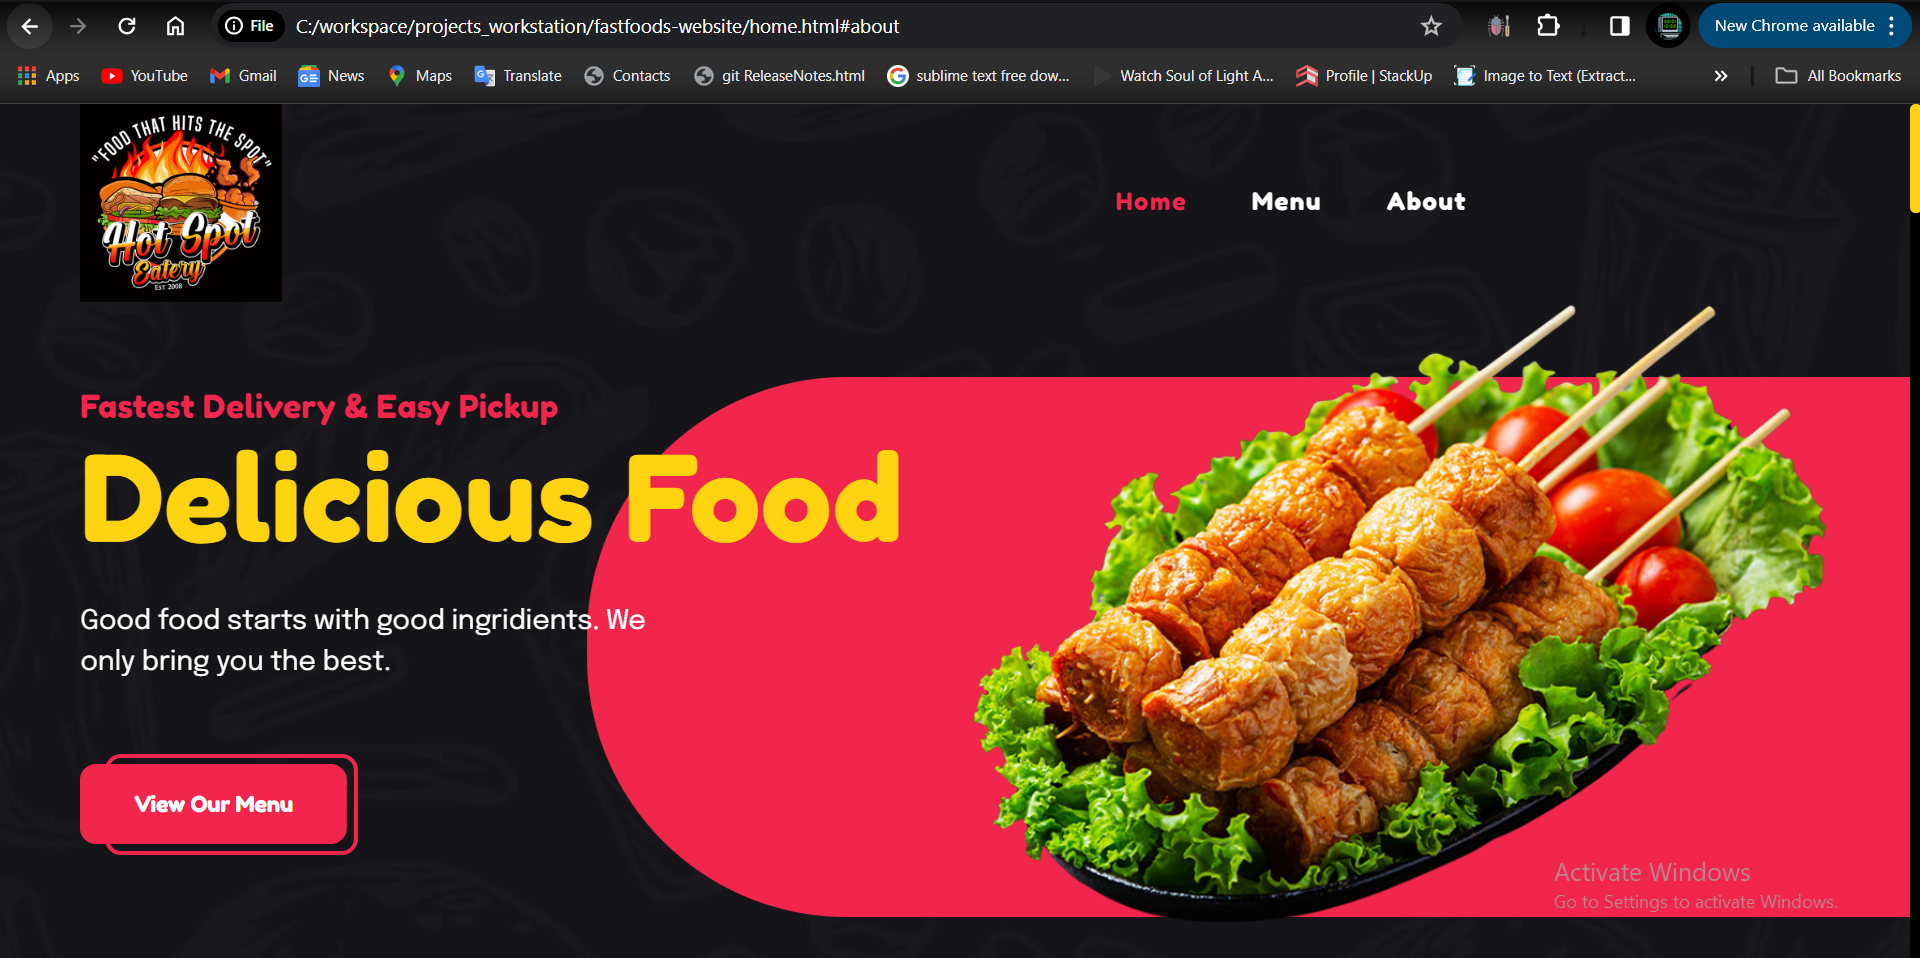 File C:/workspace/projects_workstation/fastfoods-website/home.html#about New Chrome available
Apps YouTube Gmail News Maps Translate Contacts git ReleaseNotes.html sublime text free dow... Watch Soul of Light A... Profile | StackUp Image to Text (Extract... All Bookmarks
"FOOD THAT HITS THE SPOT"
Hot Spot
Eatery
EST 2008
Home Menu About
Fastest Delivery & Easy Pickup
Delicious Food
Good food starts with good ingridients. We
only bring you the best.
View Our Menu
Activate Windows
Go to Settings to activate Windows.